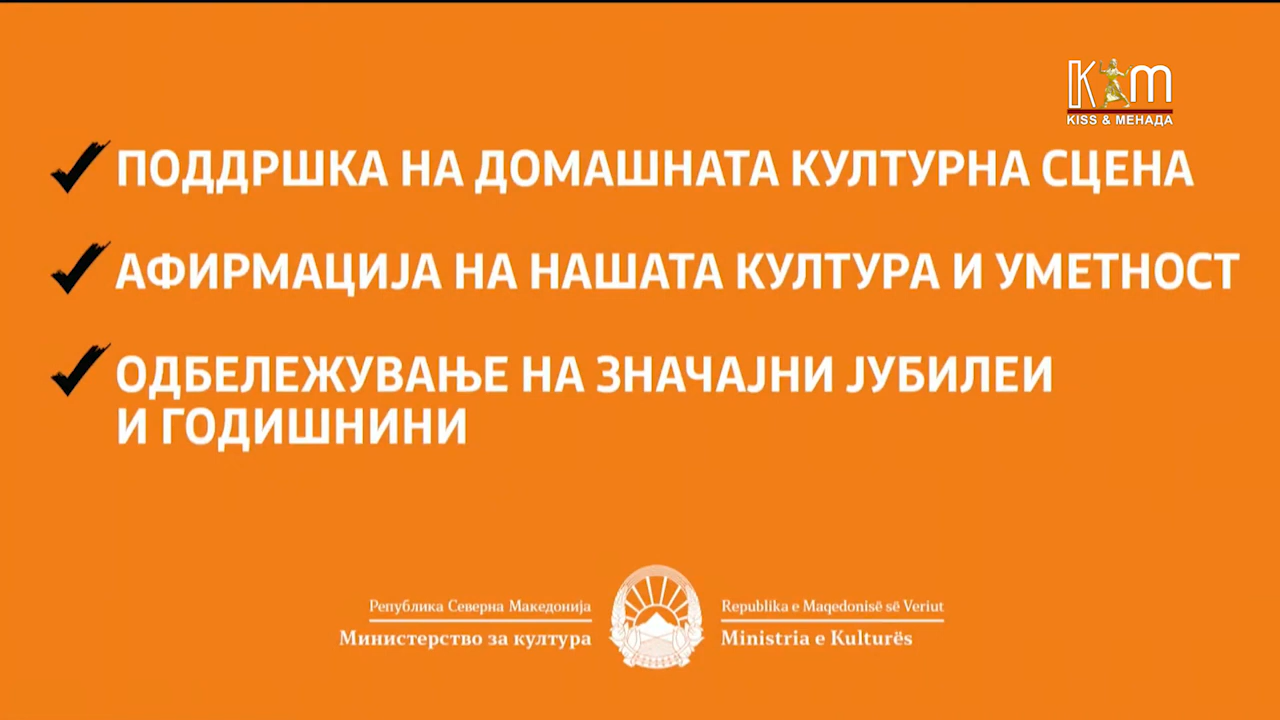 KM
KISS & МЕНАДА
ПОДДРШКА НА ДОМАШНАТА КУЛТУРНА СЦЕНА
АФИРМАЦИЈА НА НАШАТА КУЛТУРА И УМЕТНОСТ
ОДБЕЛЕЖУВАЊЕ НА ЗНАЧАЈНИ ЈУБИЛЕИ
И ГОДИШНИНИ
Република Северна Македонија
Министерство за култура
Republika e Maqedonisë së Veriut
Ministria e Kulturës